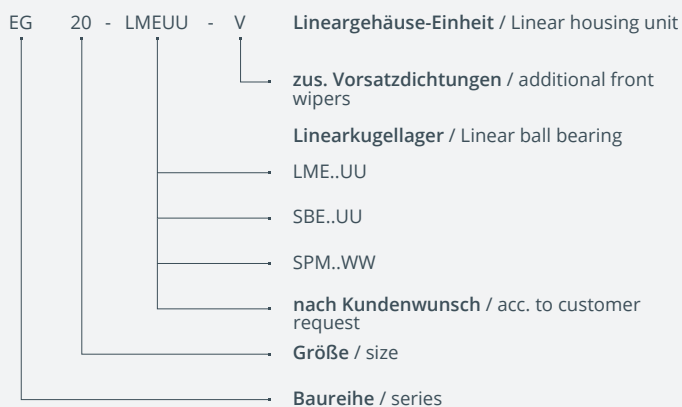 EG 20 - LMEUU - V Lineargehäuse-Einheit / Linear housing unit
zus. Vorsatzdichtungen / additional front
wipers
Linearkugellager / Linear ball bearing
LME..UU
SBE..UU
SPM..WW
nach Kundenwunsch / acc. to customer
request
Größe / size
Baureihe / series